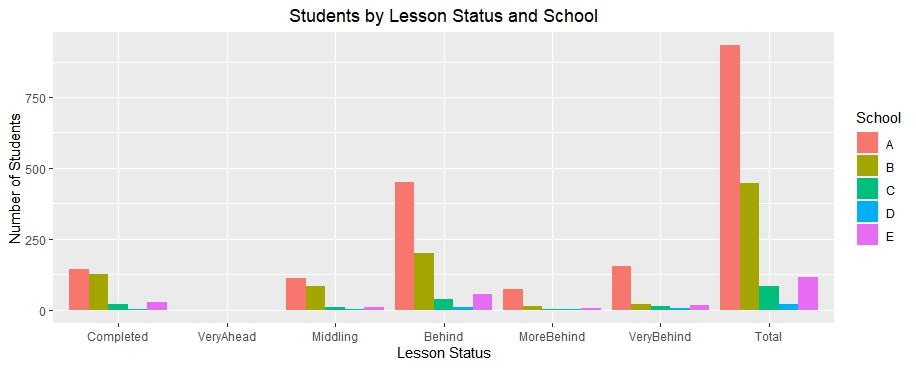 Students by Lesson Status and School
Number of Students
750
500
250
0
Completed VeryAhead Middling Behind MoreBehind VeryBehind Total
Lesson Status
School
A
B
C
D
E